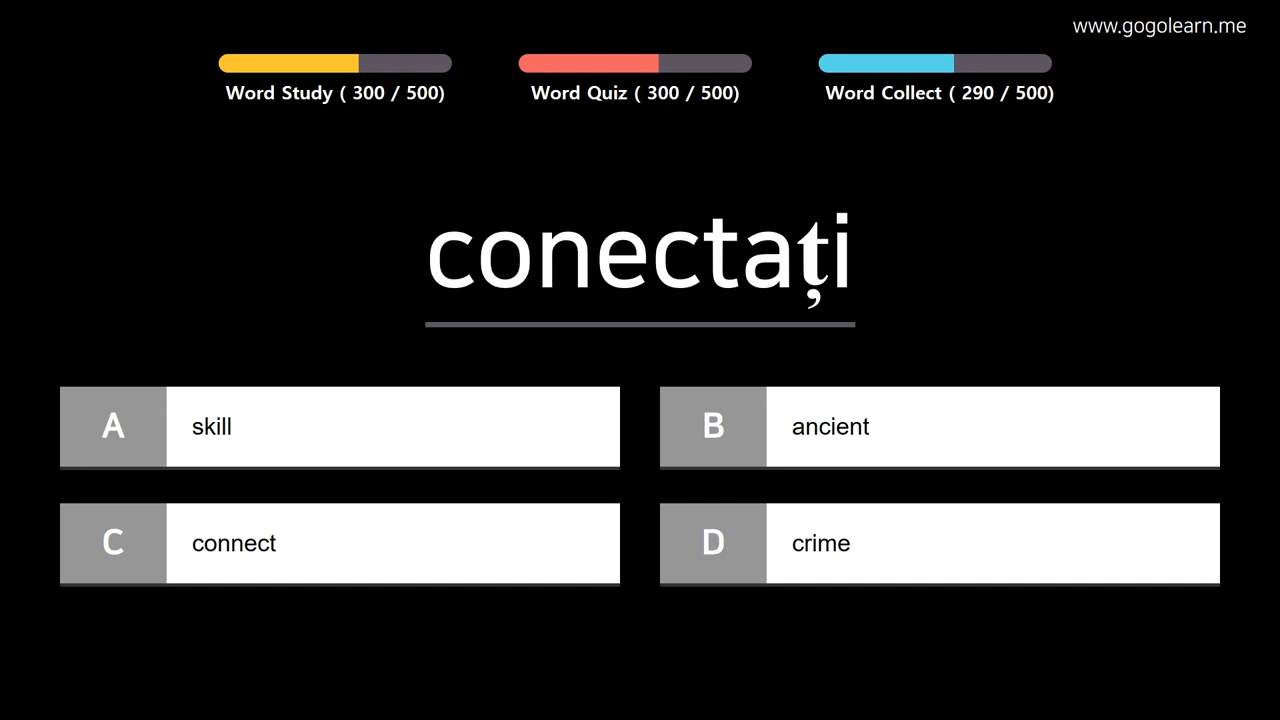 www.gogolearn.me
Word Study ( 300 / 500)
Word Quiz ( 300 / 500)
Word Collect ( 290 / 500)
conectați
A skill
B ancient
C connect
D crime